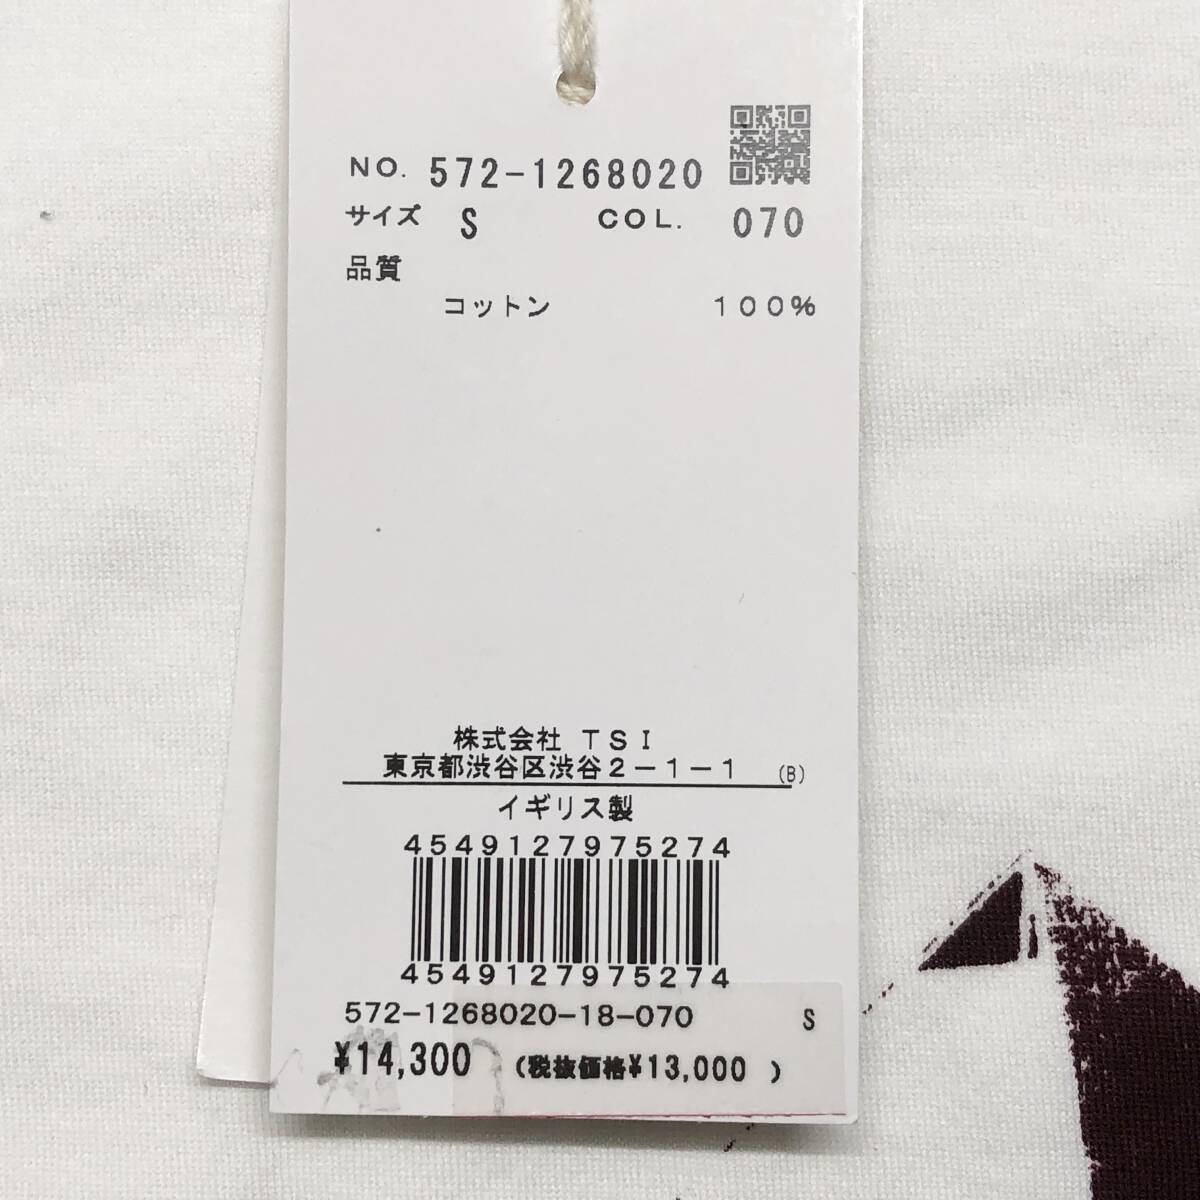 NO. 572-1268020
サイズ S COL. 070
品質
コットン 100%
株式会社 TSI
東京都渋谷区渋谷2-1-1 (B)
イギリス製
4549127975274
4549127975274
572-1268020-18-070 S
¥14,300 (税抜価格¥13,000 )